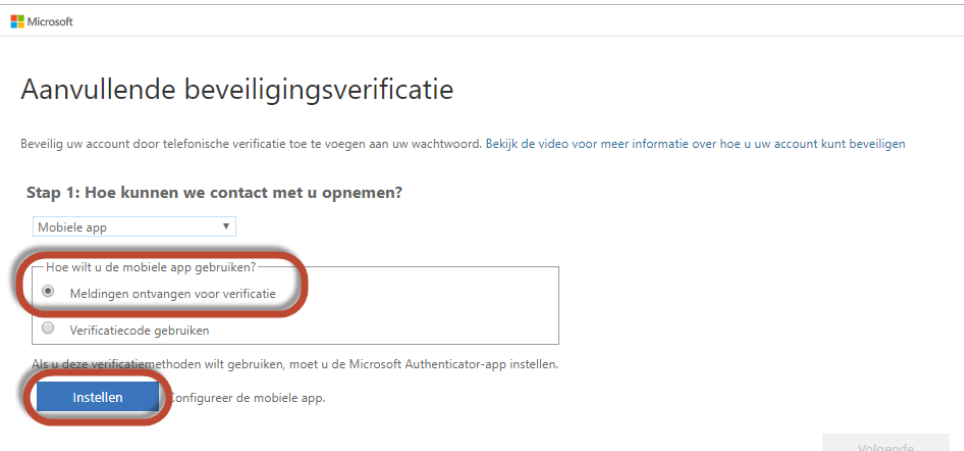 Microsoft
Aanvullende beveiligingsverificatie
Beveilig uw account door telefonische verificatie toe te voegen aan uw wachtwoord. Bekijk de video voor meer informatie over hoe u uw account kunt beveiligen
Stap 1: Hoe kunnen we contact met u opnemen?
Mobiele app
Hoe wilt u de mobiele app gebruiken?
Meldingen ontvangen voor verificatie
Verificatiecode gebruiken
Als u deze verificatiemethoden wilt gebruiken, moet u de Microsoft Authenticator-app instellen.
Instellen Configureer de mobiele app.
Volgende